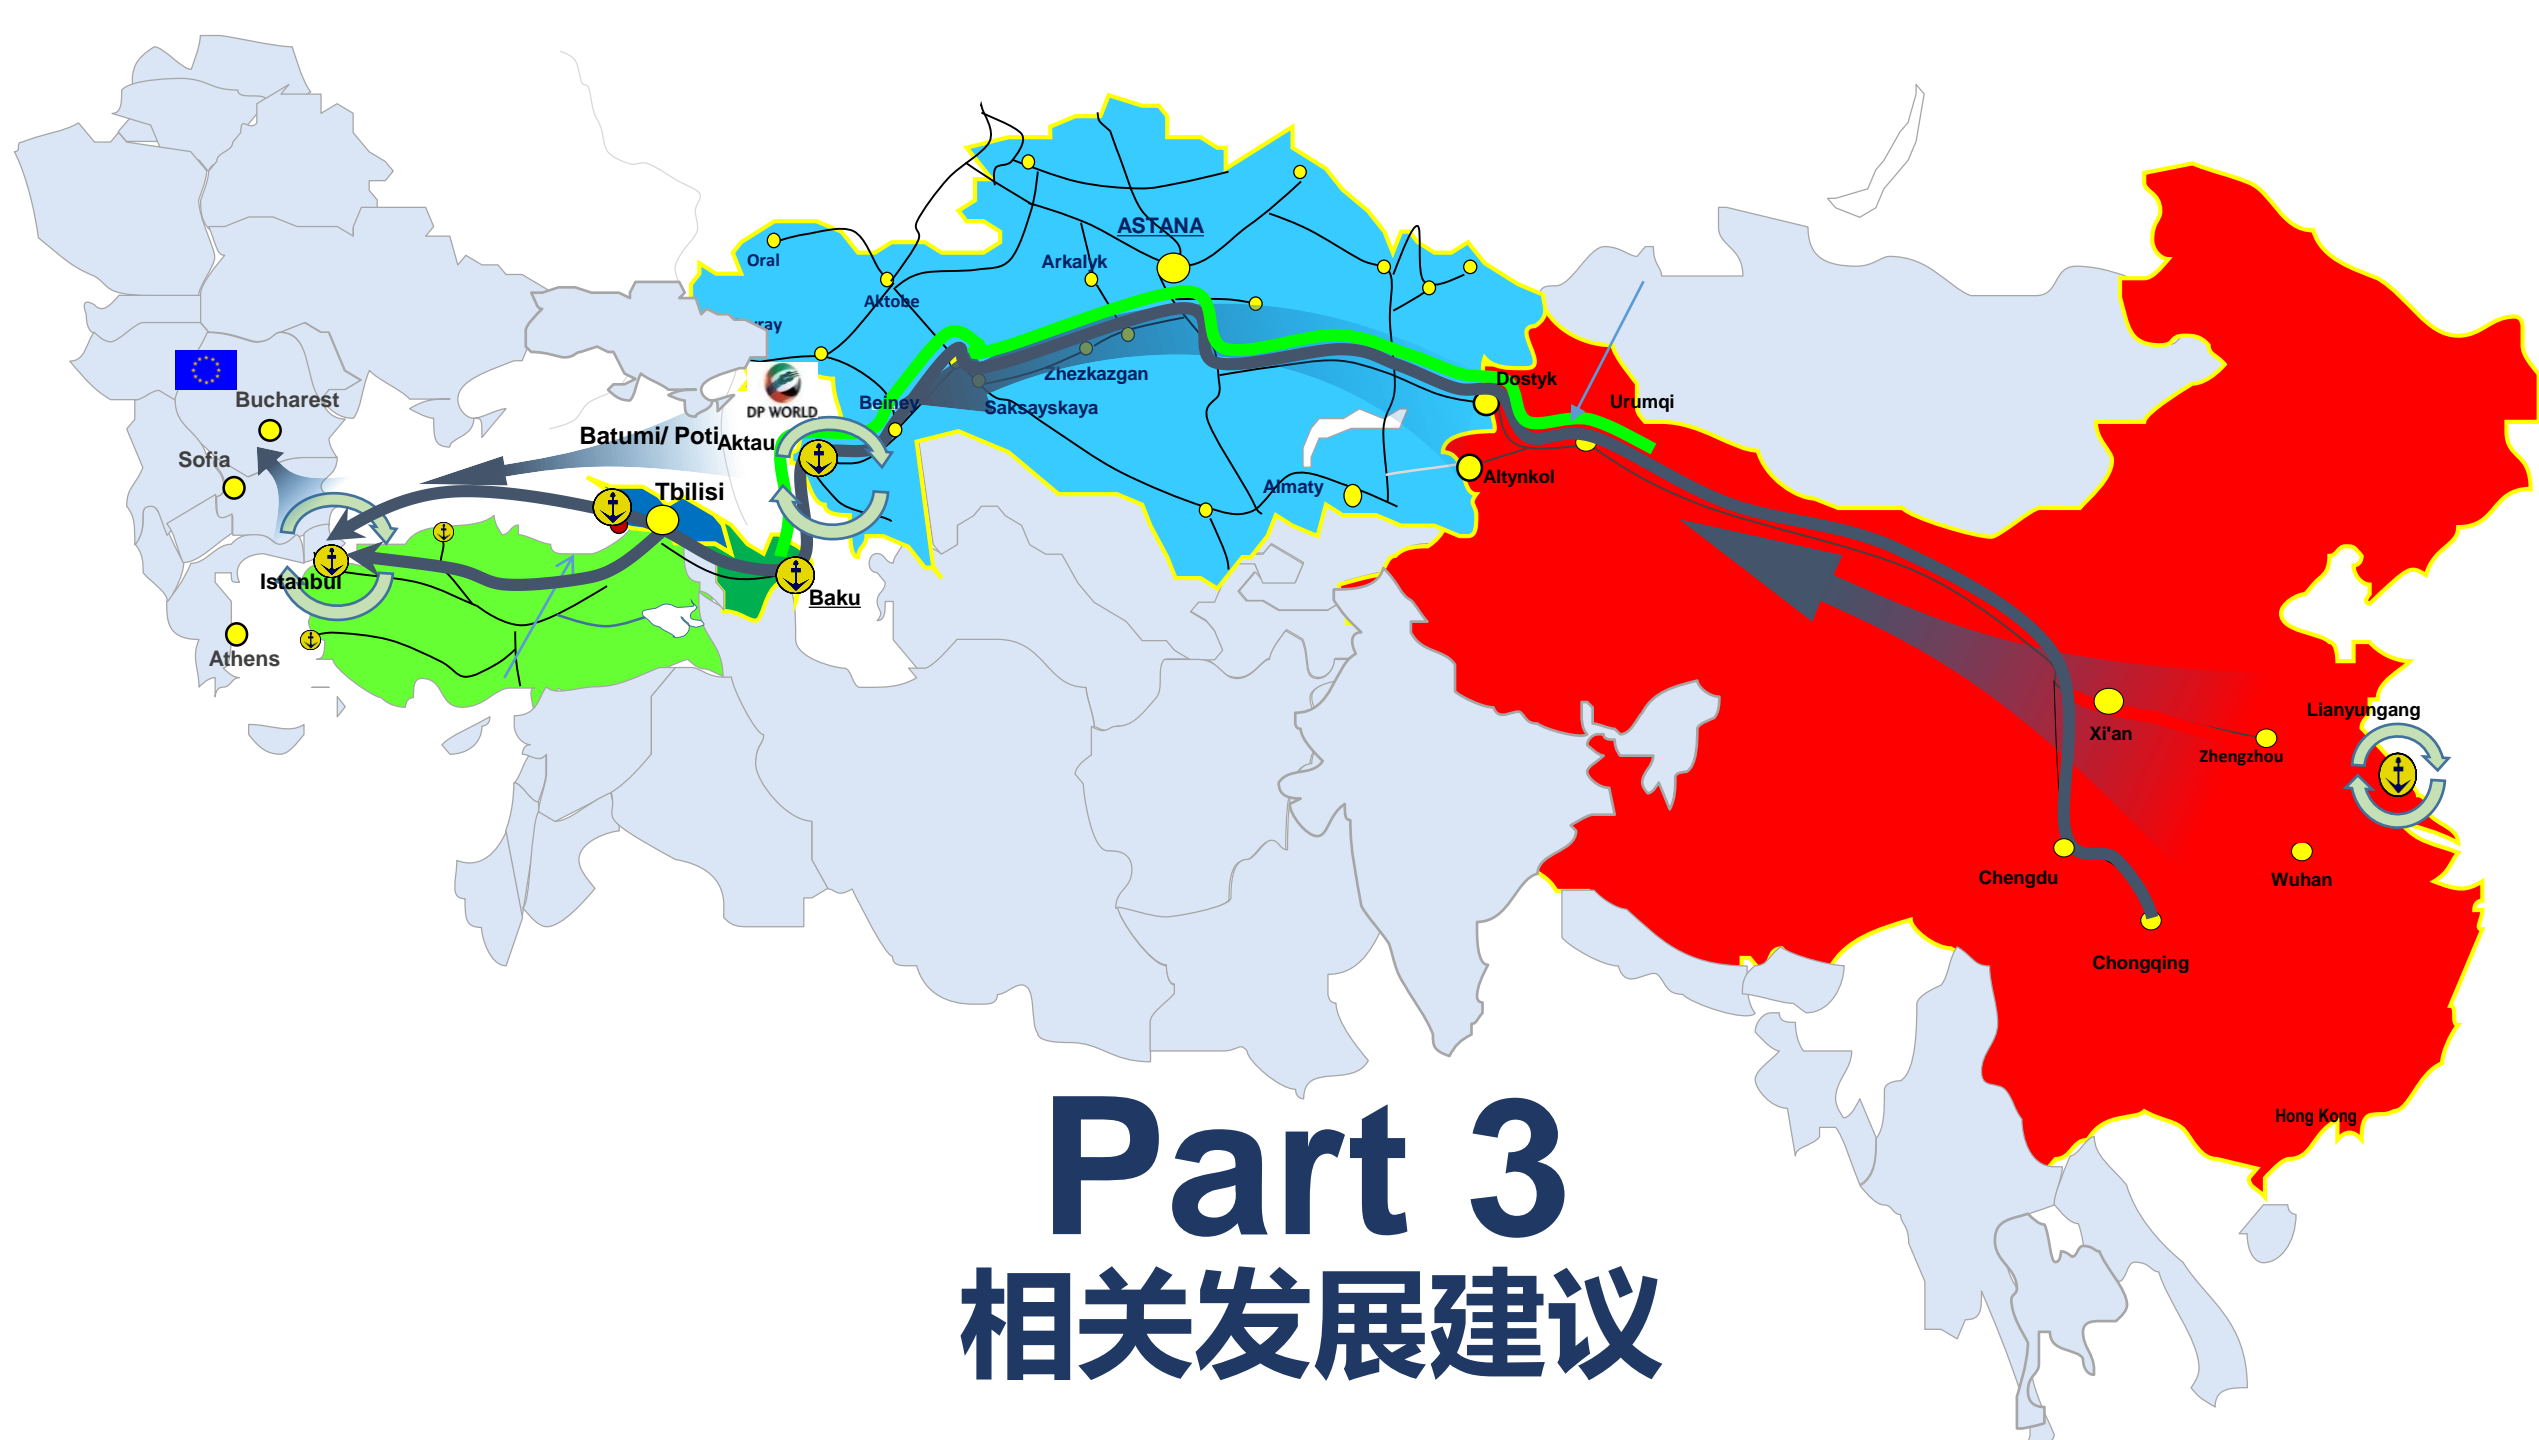 ASTANA
Oral
Arkalyk
Aktobe
Zhezkazgan
Dostyk
DP WORLD
Beiney
Saksayskaya
Urumqi
Bucharest
Batumi/ Poti
Aktau
Sofia
Altynkol
Almaty
Tbilisi
Istanbul
Baku
Athens
Lianyungang
Xi'an
Zhengzhou
Chengdu
Wuhan
Chongqing
Hong Kong
Part 3
相关发展建议